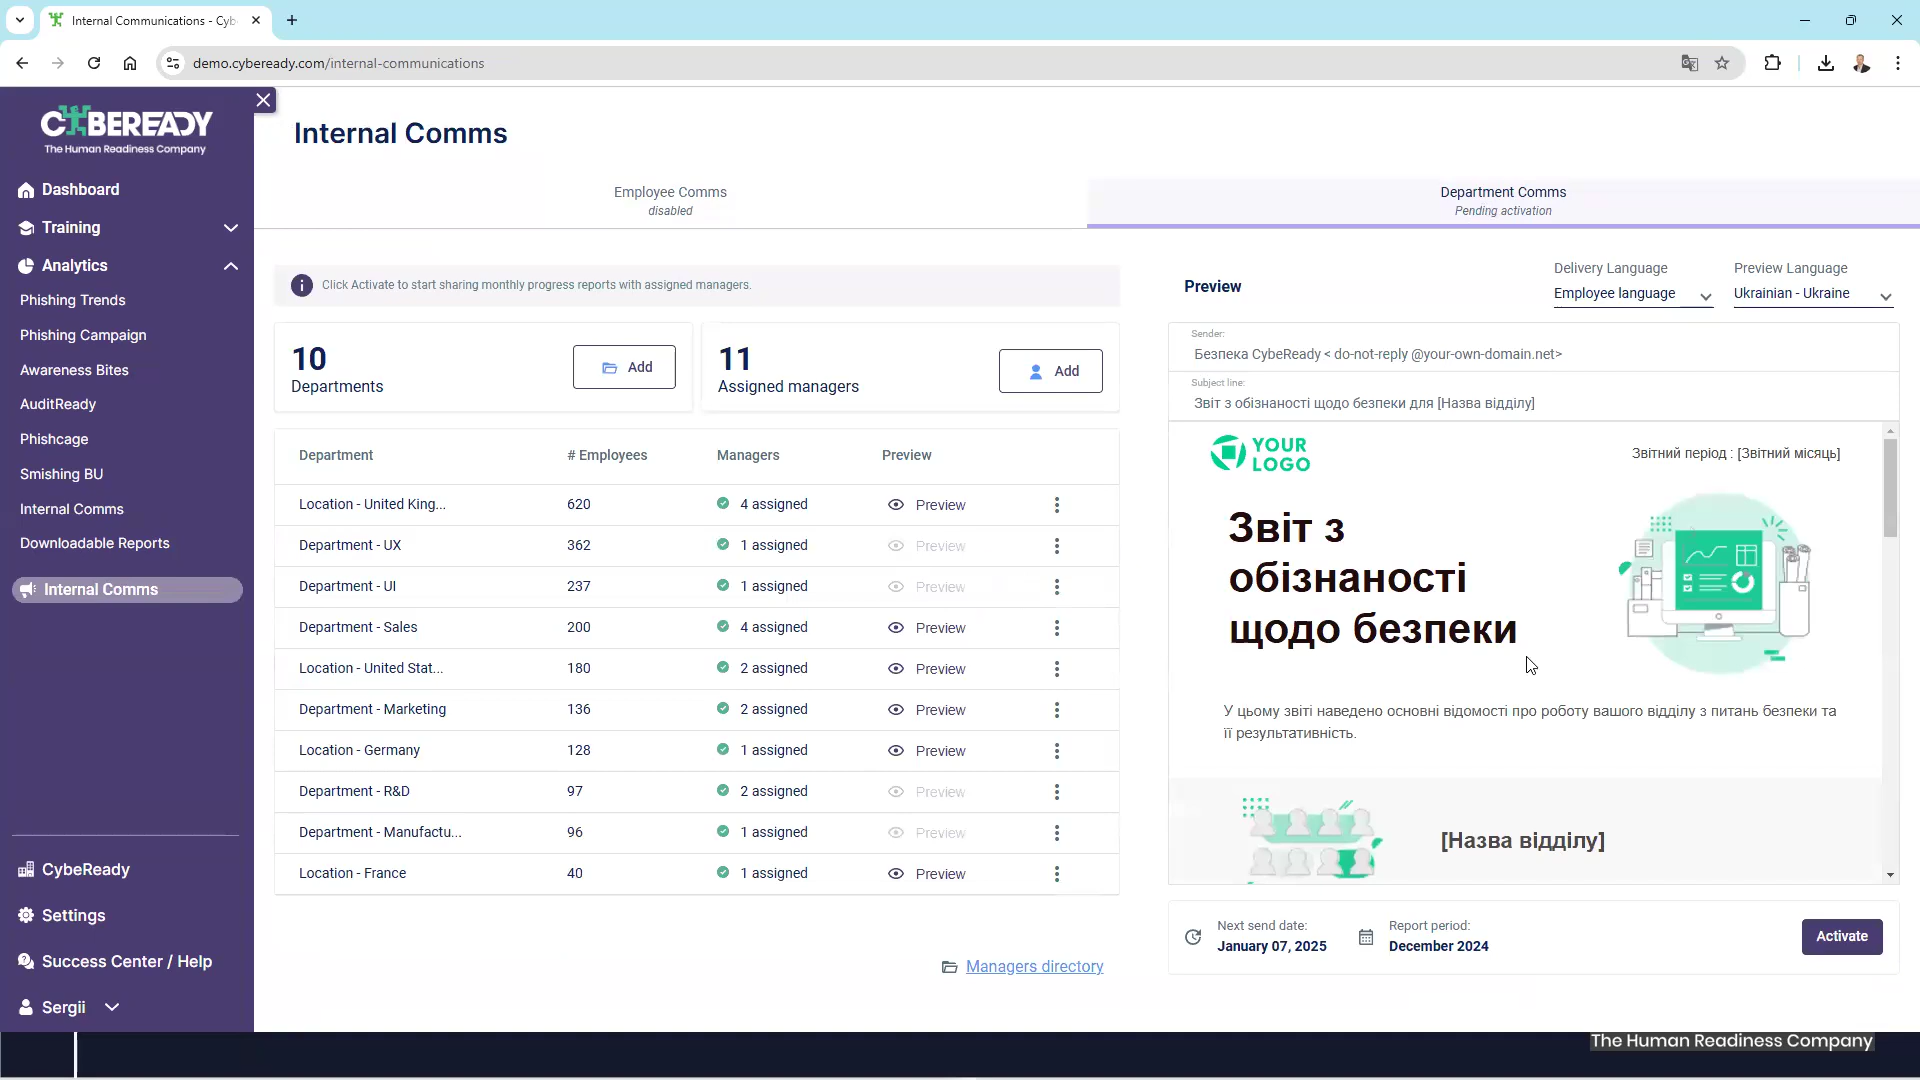 Internal Communications - Cyb
demo.cybeready.com/internal-communications
CYBEREADY
The Human Readiness Company
Dashboard
Training
Analytics
Phishing Trends
Phishing Campaign
Awareness Bites
AuditReady
Phishcage
Smishing BU
Internal Comms
Downloadable Reports
Internal Comms
CybeReady
Settings
Success Center / Help
Sergii
Internal Comms
Employee Comms
disabled
Department Comms
Pending activation
Click Activate to start sharing monthly progress reports with assigned managers.
10
Departments
Add
11
Assigned managers
Add
Department # Employees Managers Preview
Location - United King... 620 4 assigned Preview
Department - UX 362 1 assigned Preview
Department - UI 237 1 assigned Preview
Department - Sales 200 4 assigned Preview
Location - United Stat... 180 2 assigned Preview
Department - Marketing 136 2 assigned Preview
Location - Germany 128 1 assigned Preview
Department - R&D 97 2 assigned Preview
Department - Manufactu... 96 1 assigned Preview
Location - France 40 1 assigned Preview
Managers directory
Preview
Delivery Language
Employee language
Preview Language
Ukrainian - Ukraine
Sender:
Безпека CybeReady < do-not-reply @your-own-domain.net>
Subject line:
Звіт з обізнаності щодо безпеки для [Назва відділу]
YOUR
LOGO
Звітний період : [Звітний місяць]
Звіт з
обізнаності
щодо безпеки
У цьому звіті наведено основні відомості про роботу вашого відділу з питань безпеки та
її результативність.
[Назва відділу]
Next send date:
January 07, 2025
Report period:
December 2024
Activate
The Human Readiness Company